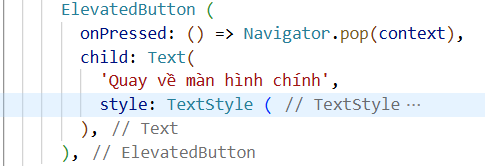 ElevatedButton (
onPressed: () => Navigator.pop(context),
child: Text(
'Quay về màn hình chính',
style: TextStyle ( // TextStyle ⋯
), // Text
), // ElevatedButton